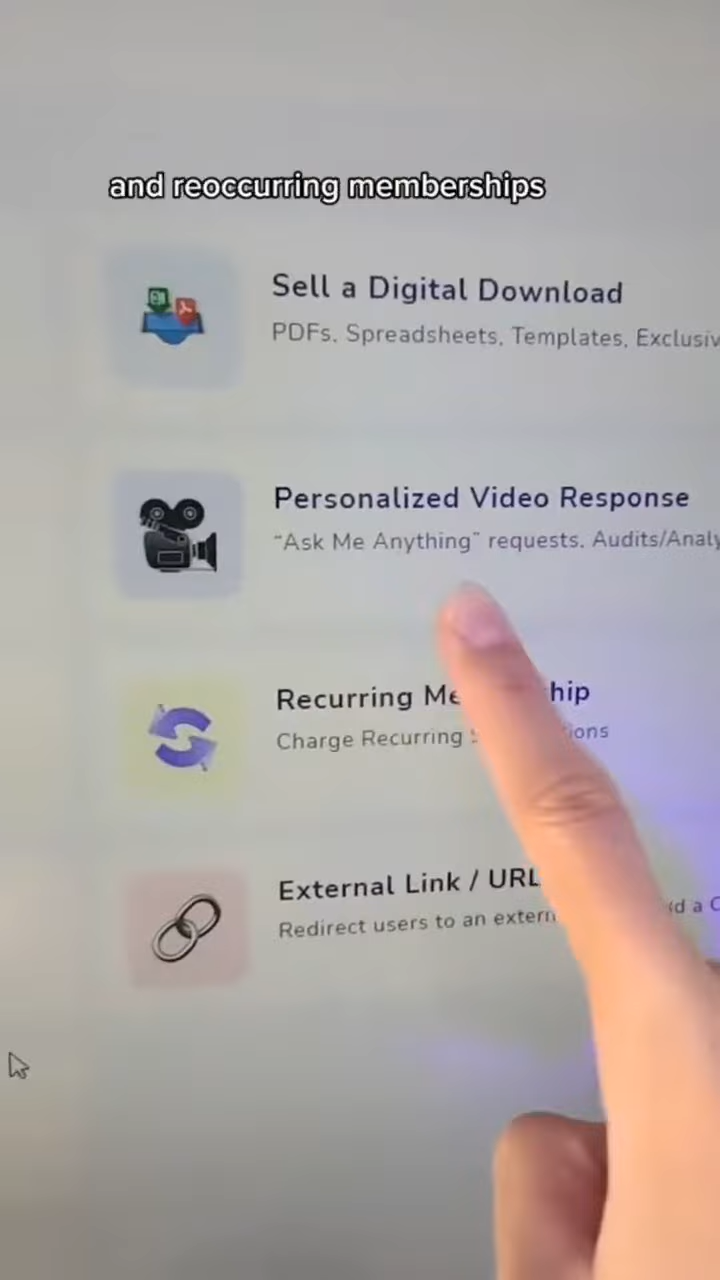 and reoccurring memberships
Sell a Digital Download
PDFs, Spreadsheets, Templates,
Personalized Video Response
“Ask Me Anything” requests, Audits/
Recurring
Charge Recurring
External Link / URL
Redirect users to an
a